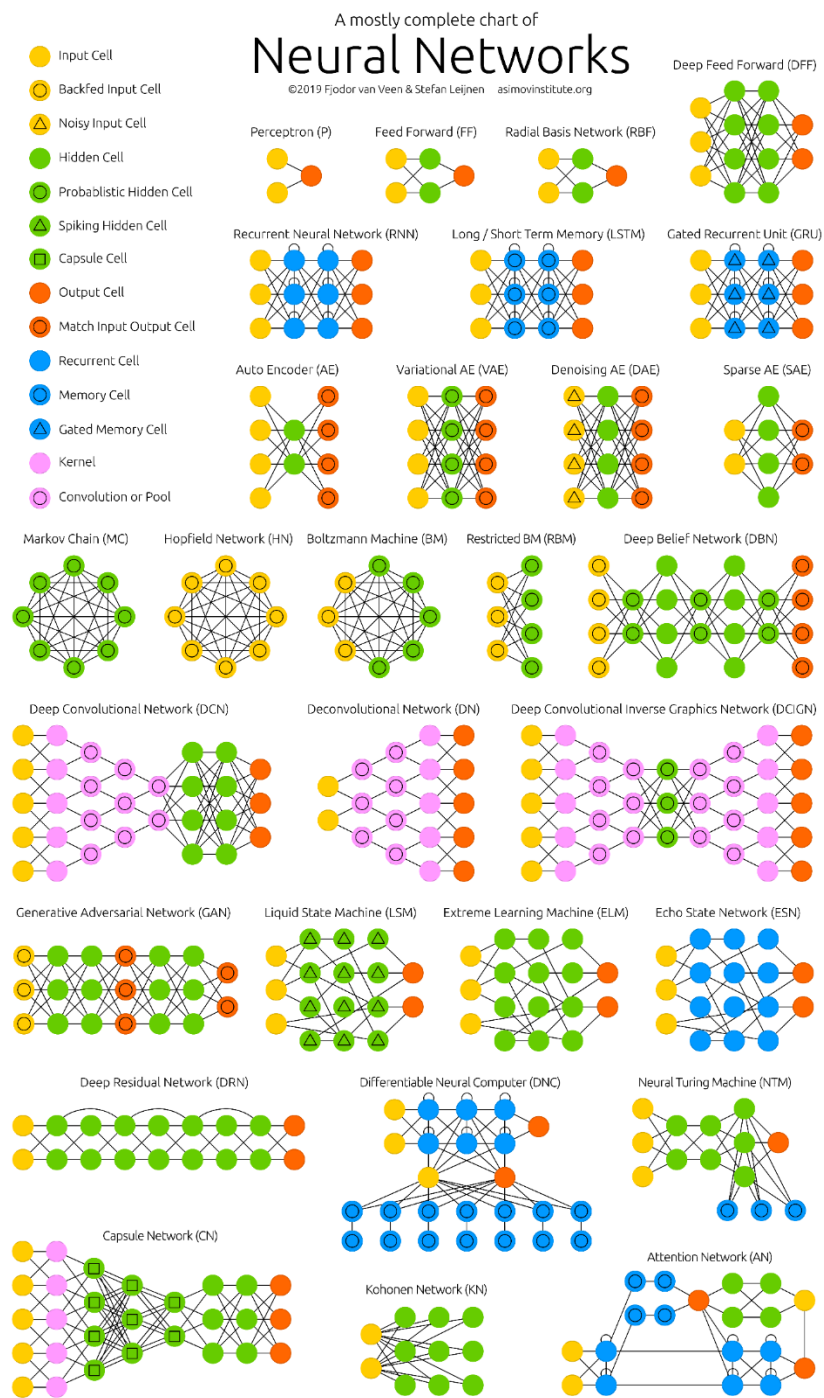 A mostly complete chart of
Neural Networks
©2019 Fjodor van Veen & Stefan Leijnen asimovinstitute.org
Input Cell
Backfed Input Cell
Noisy Input Cell
Hidden Cell
Probablistic Hidden Cell
Spiking Hidden Cell
Capsule Cell
Output Cell
Match Input Output Cell
Recurrent Cell
Memory Cell
Gated Memory Cell
Kernel
Convolution or Pool
Deep Feed Forward (DFF)
Perceptron (P)
Feed Forward (FF)
Radial Basis Network (RBF)
Recurrent Neural Network (RNN)
Long / Short Term Memory (LSTM)
Gated Recurrent Unit (GRU)
Auto Encoder (AE)
Variational AE (VAE)
Denoising AE (DAE)
Sparse AE (SAE)
Markov Chain (MC)
Hopfield Network (HN)
Boltzmann Machine (BM)
Restricted BM (RBM)
Deep Belief Network (DBN)
Deep Convolutional Network (DCN)
Deconvolutional Network (DN)
Deep Convolutional Inverse Graphics Network (DCIGN)
Generative Adversarial Network (GAN)
Liquid State Machine (LSM)
Extreme Learning Machine (ELM)
Echo State Network (ESN)
Deep Residual Network (DRN)
Differentiable Neural Computer (DNC)
Neural Turing Machine (NTM)
Capsule Network (CN)
Kohonen Network (KN)
Attention Network (AN)